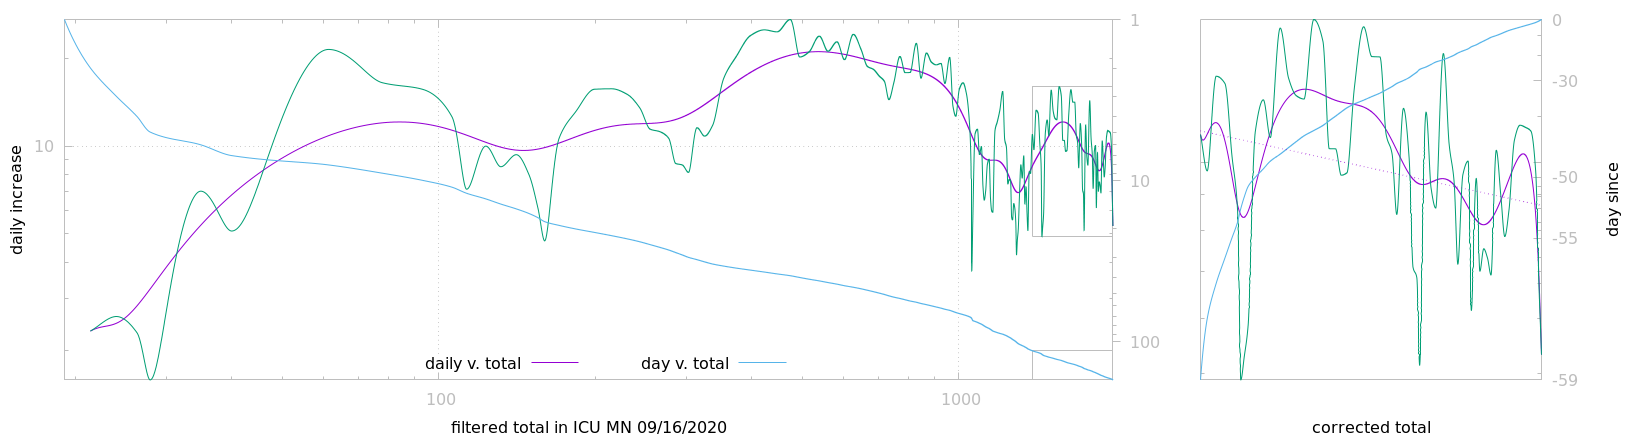 daily increase
10
100
1000
1
10
100
daily v. total
day v. total
filtered total in ICU MN 09/16/2020
0
-30
-50
-55
-59
day since
corrected total